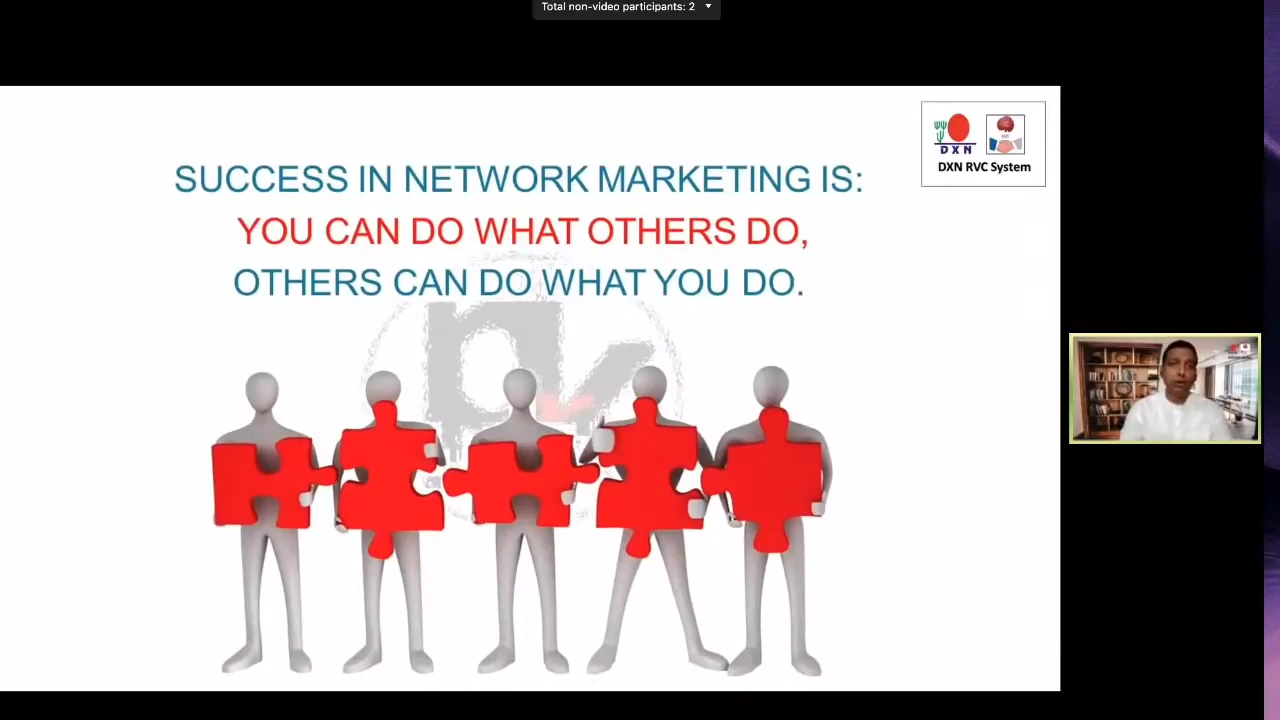 Total non-video participants: 2
SUCCESS IN NETWORK MARKETING IS:
YOU CAN DO WHAT OTHERS DO,
OTHERS CAN DO WHAT YOU DO.
DXN
DXN RVC System